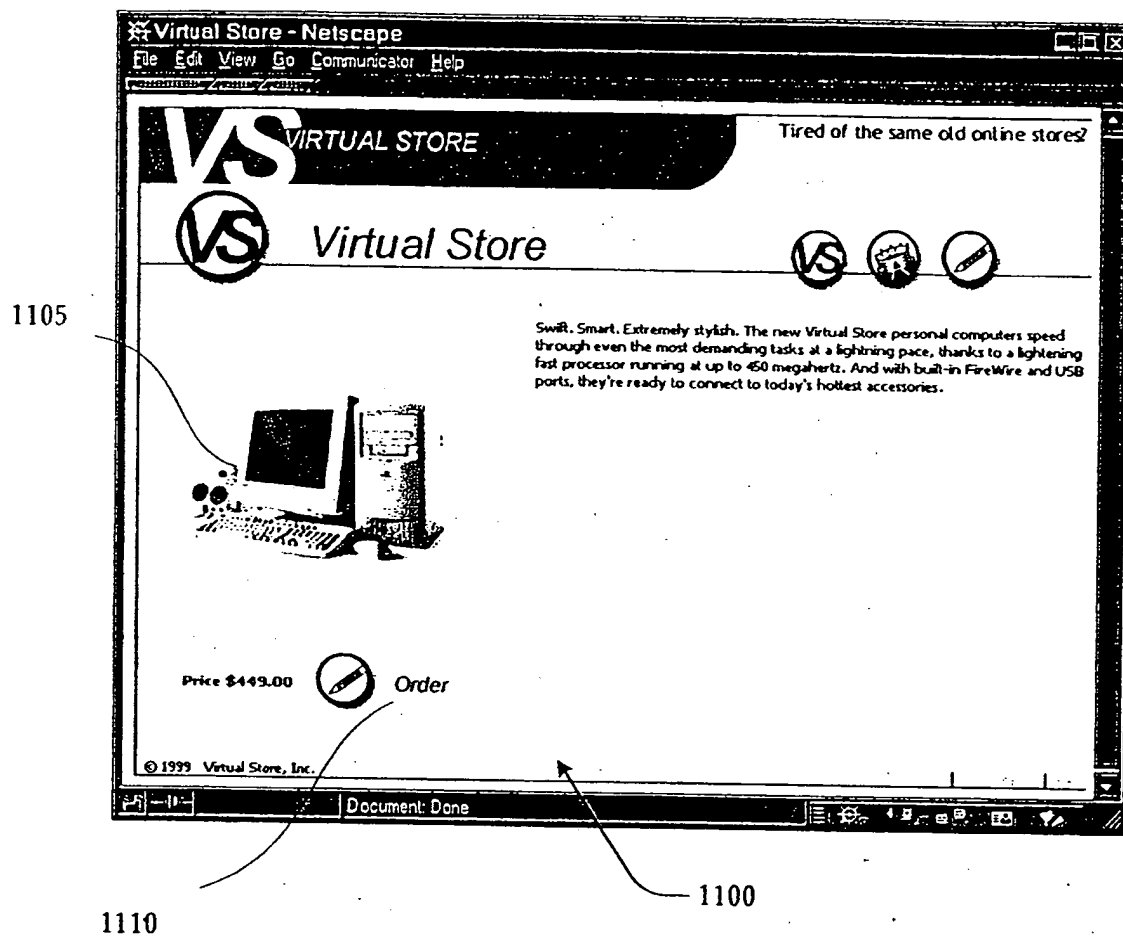 Virtual Store - Netscape
File Edit View Go Communicator Help
VS VIRTUAL STORE
Tired of the same old online stores?
VS Virtual Store
VS
1105
Swift. Smart. Extremely stylish. The new Virtual Store personal computers speed
through even the most demanding tasks at a lightning pace, thanks to a lightening
fast processor running at up to 450 megahertz. And with built-in FireWire and USB
ports, they're ready to connect to today's hottest accessories.
Price $449.00 Order
© 1999 Virtual Store, Inc.
Document: Done
1100
1110